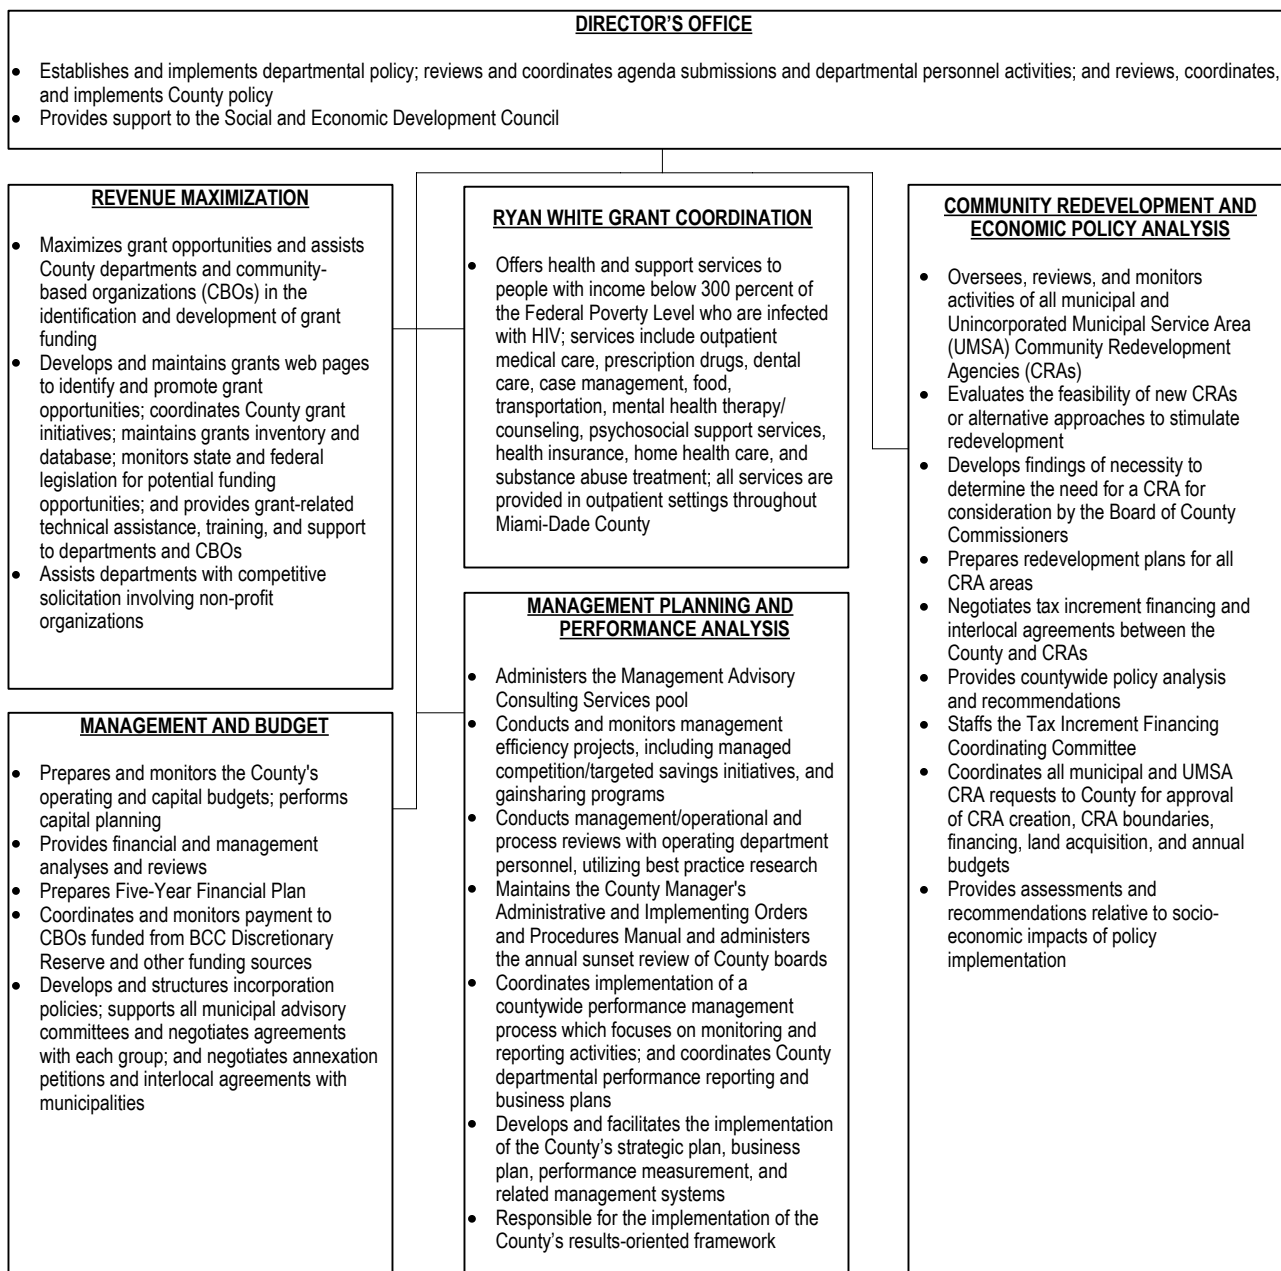 DIRECTOR'S OFFICE
• Establishes and implements departmental policy; reviews and coordinates agenda submissions and departmental personnel activities; and reviews, coordinates,
and implements County policy
• Provides support to the Social and Economic Development Council
REVENUE MAXIMIZATION
• Maximizes grant opportunities and assists
County departments and community-
based organizations (CBOs) in the
identification and development of grant
funding
• Develops and maintains grants web pages
to identify and promote grant
opportunities; coordinates County grant
initiatives; maintains grants inventory and
database; monitors state and federal
legislation for potential funding
opportunities; and provides grant-related
technical assistance, training, and support
to departments and CBOs
• Assists departments with competitive
solicitation involving non-profit
organizations
MANAGEMENT AND BUDGET
• Prepares and monitors the County's
operating and capital budgets; performs
capital planning
• Provides financial and management
analyses and reviews
• Prepares Five-Year Financial Plan
• Coordinates and monitors payment to
CBOs funded from BCC Discretionary
Reserve and other funding sources
• Develops and structures incorporation
policies; supports all municipal advisory
committees and negotiates agreements
with each group; and negotiates annexation
petitions and interlocal agreements with
municipalities
RYAN WHITE GRANT COORDINATION
• Offers health and support services to
people with income below 300 percent of
the Federal Poverty Level who are infected
with HIV; services include outpatient
medical care, prescription drugs, dental
care, case management, food,
transportation, mental health therapy/
counseling, psychosocial support services,
health insurance, home health care, and
substance abuse treatment; all services are
provided in outpatient settings throughout
Miami-Dade County
MANAGEMENT PLANNING AND
PERFORMANCE ANALYSIS
• Administers the Management Advisory
Consulting Services pool
• Conducts and monitors management
efficiency projects, including managed
competition/targeted savings initiatives, and
gainsharing programs
• Conducts management/operational and
process reviews with operating department
personnel, utilizing best practice research
• Maintains the County Manager's
Administrative and Implementing Orders
and Procedures Manual and administers
the annual sunset review of County boards
• Coordinates implementation of a
countywide performance management
process which focuses on monitoring and
reporting activities; and coordinates County
departmental performance reporting and
business plans
• Develops and facilitates the implementation
of the County's strategic plan, business
plan, performance measurement, and
related management systems
• Responsible for the implementation of the
County's results-oriented framework
COMMUNITY REDEVELOPMENT AND
ECONOMIC POLICY ANALYSIS
• Oversees, reviews, and monitors
activities of all municipal and
Unincorporated Municipal Service Area
(UMSA) Community Redevelopment
Agencies (CRAs)
• Evaluates the feasibility of new CRAs
or alternative approaches to stimulate
redevelopment
• Develops findings of necessity to
determine the need for a CRA for
consideration by the Board of County
Commissioners
• Prepares redevelopment plans for all
CRA areas
• Negotiates tax increment financing and
interlocal agreements between the
County and CRAs
• Provides countywide policy analysis
and recommendations
• Staffs the Tax Increment Financing
Coordinating Committee
• Coordinates all municipal and UMSA
CRA requests to County for approval
of CRA creation, CRA boundaries,
financing, land acquisition, and annual
budgets
• Provides assessments and
recommendations relative to socio-
economic impacts of policy
implementation